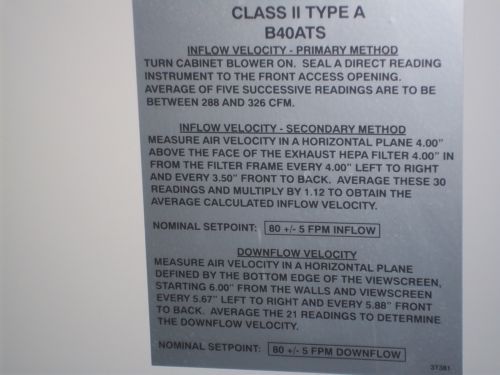 CLASS II TYPE A
B40ATS
INFLOW VELOCITY - PRIMARY METHOD
TURN CABINET BLOWER ON. SEAL A DIRECT READING
INSTRUMENT TO THE FRONT ACCESS OPENING.
AVERAGE OF FIVE SUCCESSIVE READINGS ARE TO BE
BETWEEN 288 AND 326 CFM.
INFLOW VELOCITY - SECONDARY METHOD
MEASURE AIR VELOCITY IN A HORIZONTAL PLANE 4.00"
ABOVE THE FACE OF THE EXHAUST HEPA FILTER 4.00" IN
FROM THE FILTER FRAME EVERY 4.00" LEFT TO RIGHT
AND EVERY 3.50" FRONT TO BACK. AVERAGE THESE 30
READINGS AND MULTIPLY BY 1.12 TO OBTAIN THE
AVERAGE CALCULATED INFLOW VELOCITY.
NOMINAL SETPOINT: 80 +/- 5 FPM INFLOW
DOWNFLOW VELOCITY
MEASURE AIR VELOCITY IN A HORIZONTAL PLANE
DEFINED BY THE BOTTOM EDGE OF THE VIEWSCREEN,
STARTING 6.00" FROM THE WALLS AND VIEWSCREEN
EVERY 5.67" LEFT TO RIGHT AND EVERY 5.88" FRONT
TO BACK. AVERAGE THE 21 READINGS TO DETERMINE
THE DOWNFLOW VELOCITY.
NOMINAL SETPOINT: 80 +/- 5 FPM DOWNFLOW
37381